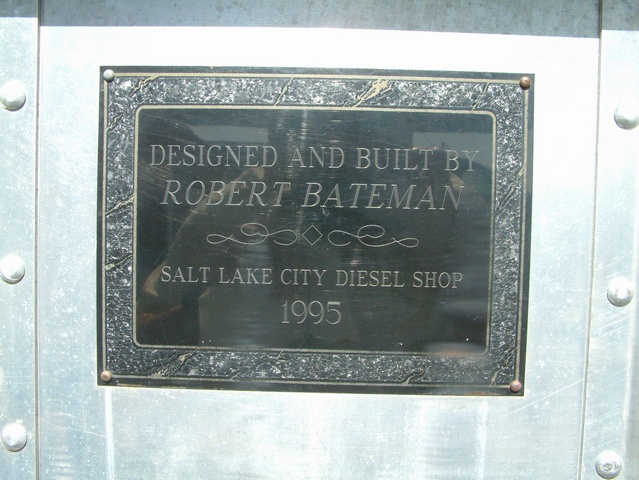 DESIGNED AND BUILT BY
ROBERT BATEMAN
SALT LAKE CITY DIESEL SHOP
1995